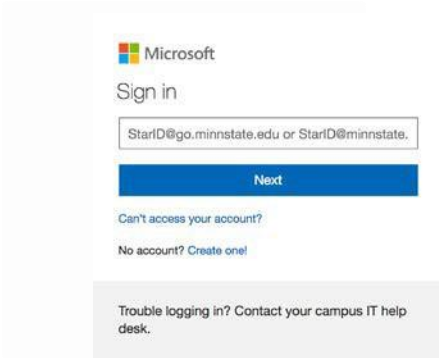 Microsoft
Sign in
StarID@go.minnstate.edu or StarID@minnstate.
Next
Can't access your account?
No account? Create one!
Trouble logging in? Contact your campus IT help
desk.